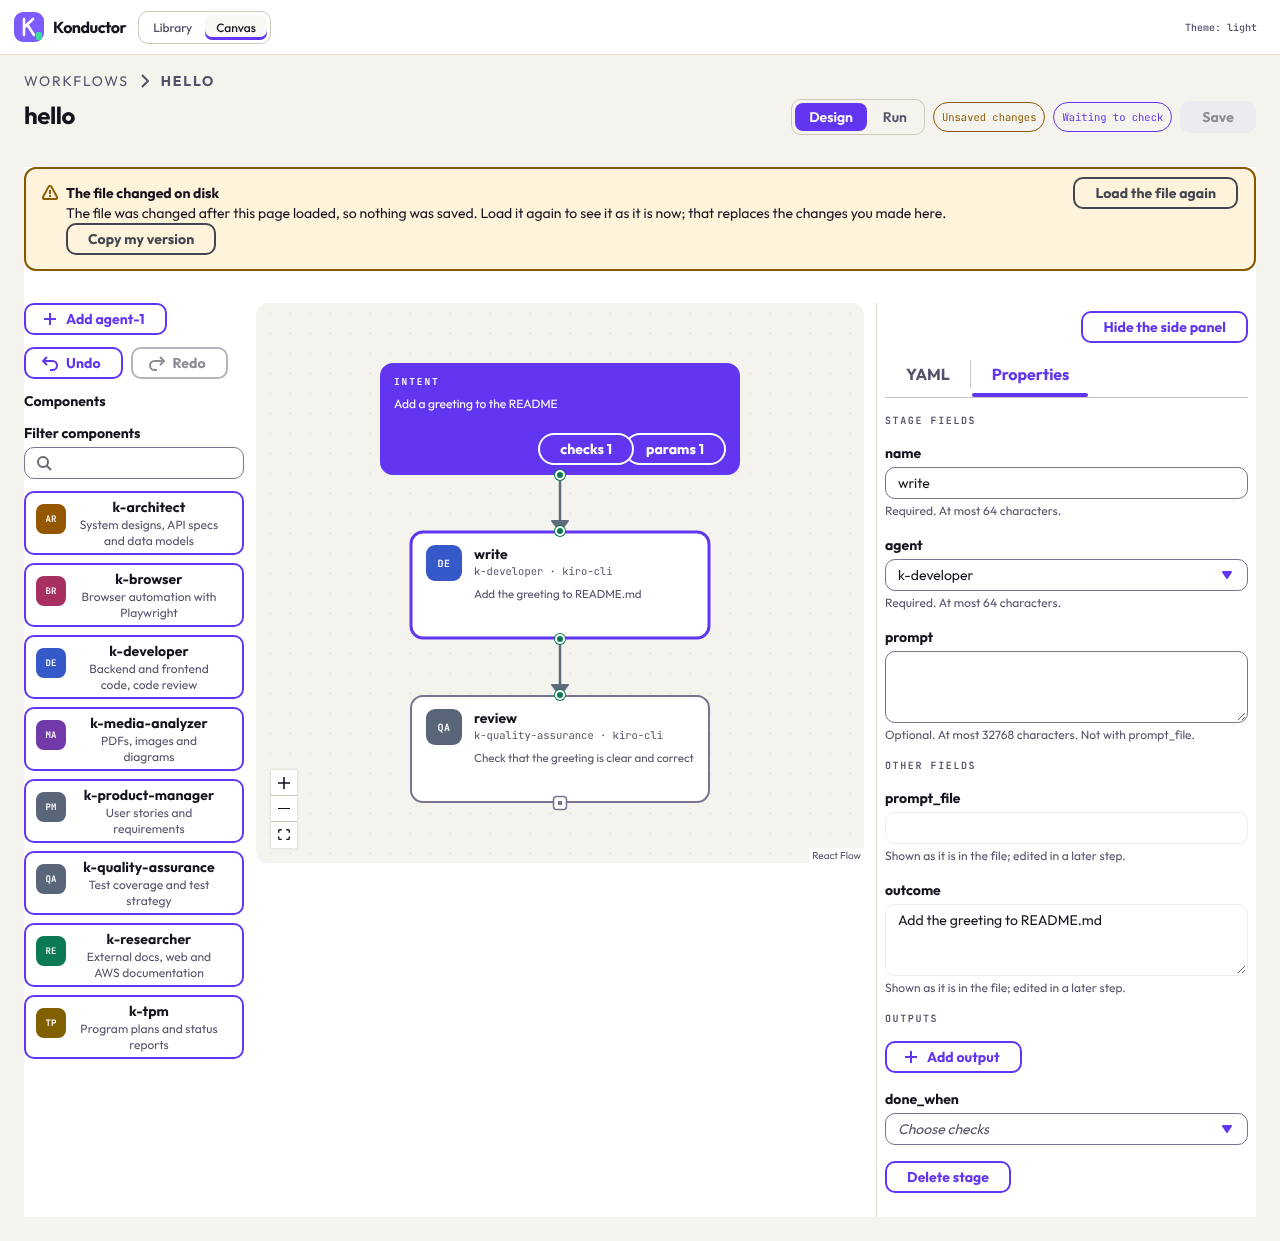 Konductor
Library
Canvas
Theme: light
WORKFLOWS > HELLO
hello
Design
Run
Unsaved changes
Waiting to check
Save
The file changed on disk
The file was changed after this page loaded, so nothing was saved. Load it again to see it as it is now; that replaces the changes you made here.
Copy my version
Load the file again
Add agent-1
Undo
Redo
Components
Filter components
AR
k-architect
System designs, API specs
and data models
BR
k-browser
Browser automation with
Playwright
DE
k-developer
Backend and frontend
code, code review
MA
k-media-analyzer
PDFs, images and
diagrams
PM
k-product-manager
User stories and
requirements
QA
k-quality-assurance
Test coverage and test
strategy
RE
k-researcher
External docs, web and
AWS documentation
TP
k-tpm
Program plans and status
reports
INTENT
Add a greeting to the README
checks 1
params 1
DE
write
k-developer · kiro-cli
Add the greeting to README.md
QA
review
k-quality-assurance · kiro-cli
Check that the greeting is clear and correct
React Flow
Hide the side panel
YAML
Properties
STAGE FIELDS
name
write
Required. At most 64 characters.
agent
k-developer
Required. At most 64 characters.
prompt
Optional. At most 32768 characters. Not with prompt_file.
OTHER FIELDS
prompt_file
Shown as it is in the file; edited in a later step.
outcome
Add the greeting to README.md
Shown as it is in the file; edited in a later step.
OUTPUTS
Add output
done_when
Choose checks
Delete stage